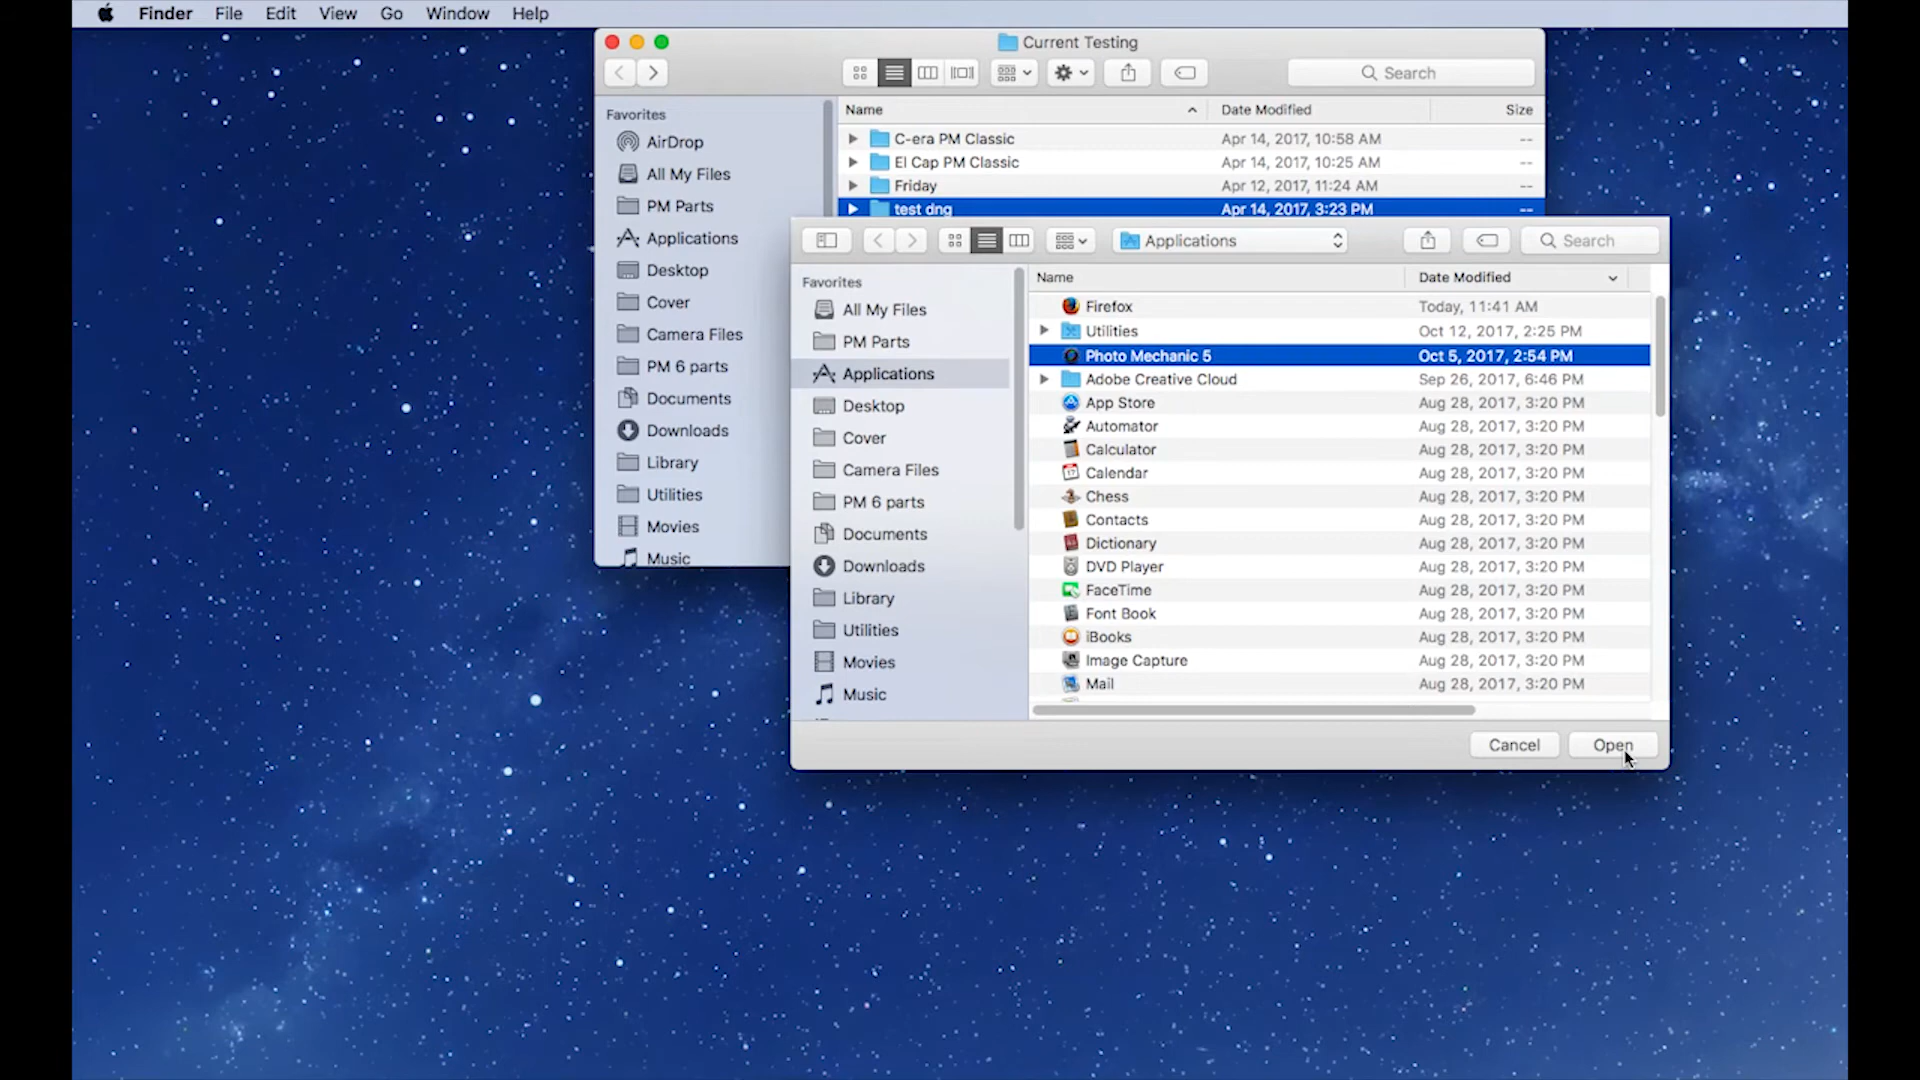 Finder File Edit View Go Window Help
Current Testing
Search
Favorites
AirDrop
All My Files
PM Parts
Applications
Desktop
Cover
Camera Files
PM 6 parts
Documents
Downloads
Library
Utilities
Movies
Music
Name Date Modified Size
C-era PM Classic Apr 14, 2017, 10:58 AM --
El Cap PM Classic Apr 14, 2017, 10:25 AM --
Friday Apr 12, 2017, 11:24 AM --
test dng Apr 14, 2017, 3:23 PM --
Applications
Search
Favorites
All My Files
PM Parts
Applications
Desktop
Cover
Camera Files
PM 6 parts
Documents
Downloads
Library
Utilities
Movies
Music
Name Date Modified
Firefox Today, 11:41 AM
Utilities Oct 12, 2017, 2:25 PM
Photo Mechanic 5 Oct 5, 2017, 2:54 PM
Adobe Creative Cloud Sep 26, 2017, 6:46 PM
App Store Aug 28, 2017, 3:20 PM
Automator Aug 28, 2017, 3:20 PM
Calculator Aug 28, 2017, 3:20 PM
Calendar Aug 28, 2017, 3:20 PM
Chess Aug 28, 2017, 3:20 PM
Contacts Aug 28, 2017, 3:20 PM
Dictionary Aug 28, 2017, 3:20 PM
DVD Player Aug 28, 2017, 3:20 PM
FaceTime Aug 28, 2017, 3:20 PM
Font Book Aug 28, 2017, 3:20 PM
iBooks Aug 28, 2017, 3:20 PM
Image Capture Aug 28, 2017, 3:20 PM
Mail Aug 28, 2017, 3:20 PM
Cancel Open